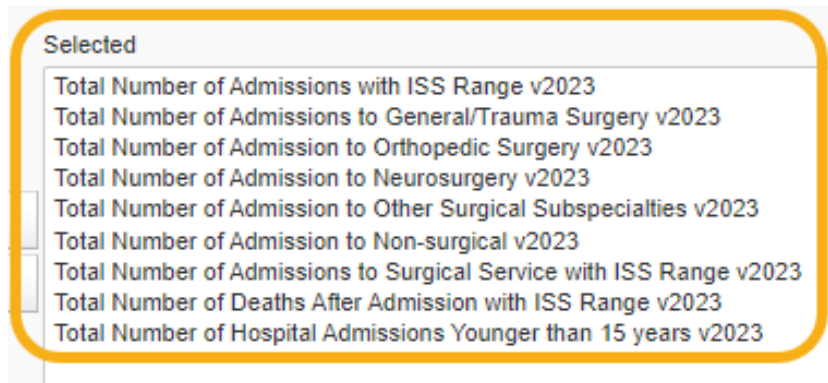 Selected
Total Number of Admissions with ISS Range v2023
Total Number of Admissions to General/Trauma Surgery v2023
Total Number of Admission to Orthopedic Surgery v2023
Total Number of Admission to Neurosurgery v2023
Total Number of Admission to Other Surgical Subspecialties v2023
Total Number of Admission to Non-surgical v2023
Total Number of Admissions to Surgical Service with ISS Range v2023
Total Number of Deaths After Admission with ISS Range v2023
Total Number of Hospital Admissions Younger than 15 years v2023